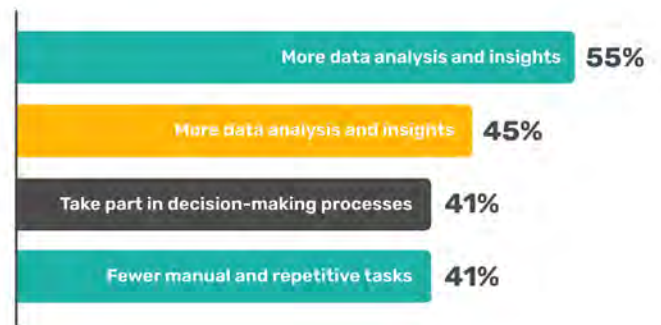 More data analysis and insights 55%
More data analysis and insights 45%
Take part in decision-making processes 41%
Fewer manual and repetitive tasks 41%